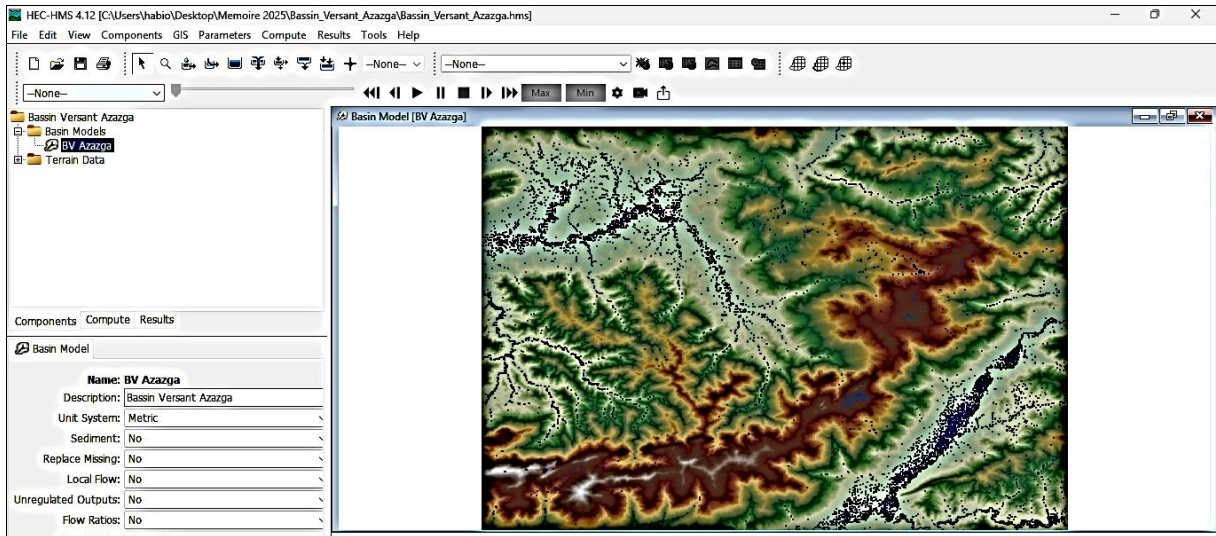 HEC-HMS 4.12 [C:\Users\habio\Desktop\Memoire 2025\Bassin_Versant_Azazga\Bassin_Versant_Azazga.hms]
File Edit View Components GIS Parameters Compute Results Tools Help
--None-- --None--
--None-- Max Min
Bassin Versant Azazga
Basin Models
BV Azazga
Terrain Data
Components Compute Results
Basin Model
Name: BV Azazga
Description: Bassin Versant Azazga
Unit System: Metric
Sediment: No
Replace Missing: No
Local Flow: No
Unregulated Outputs: No
Flow Ratios: No
Basin Model [BV Azazga]